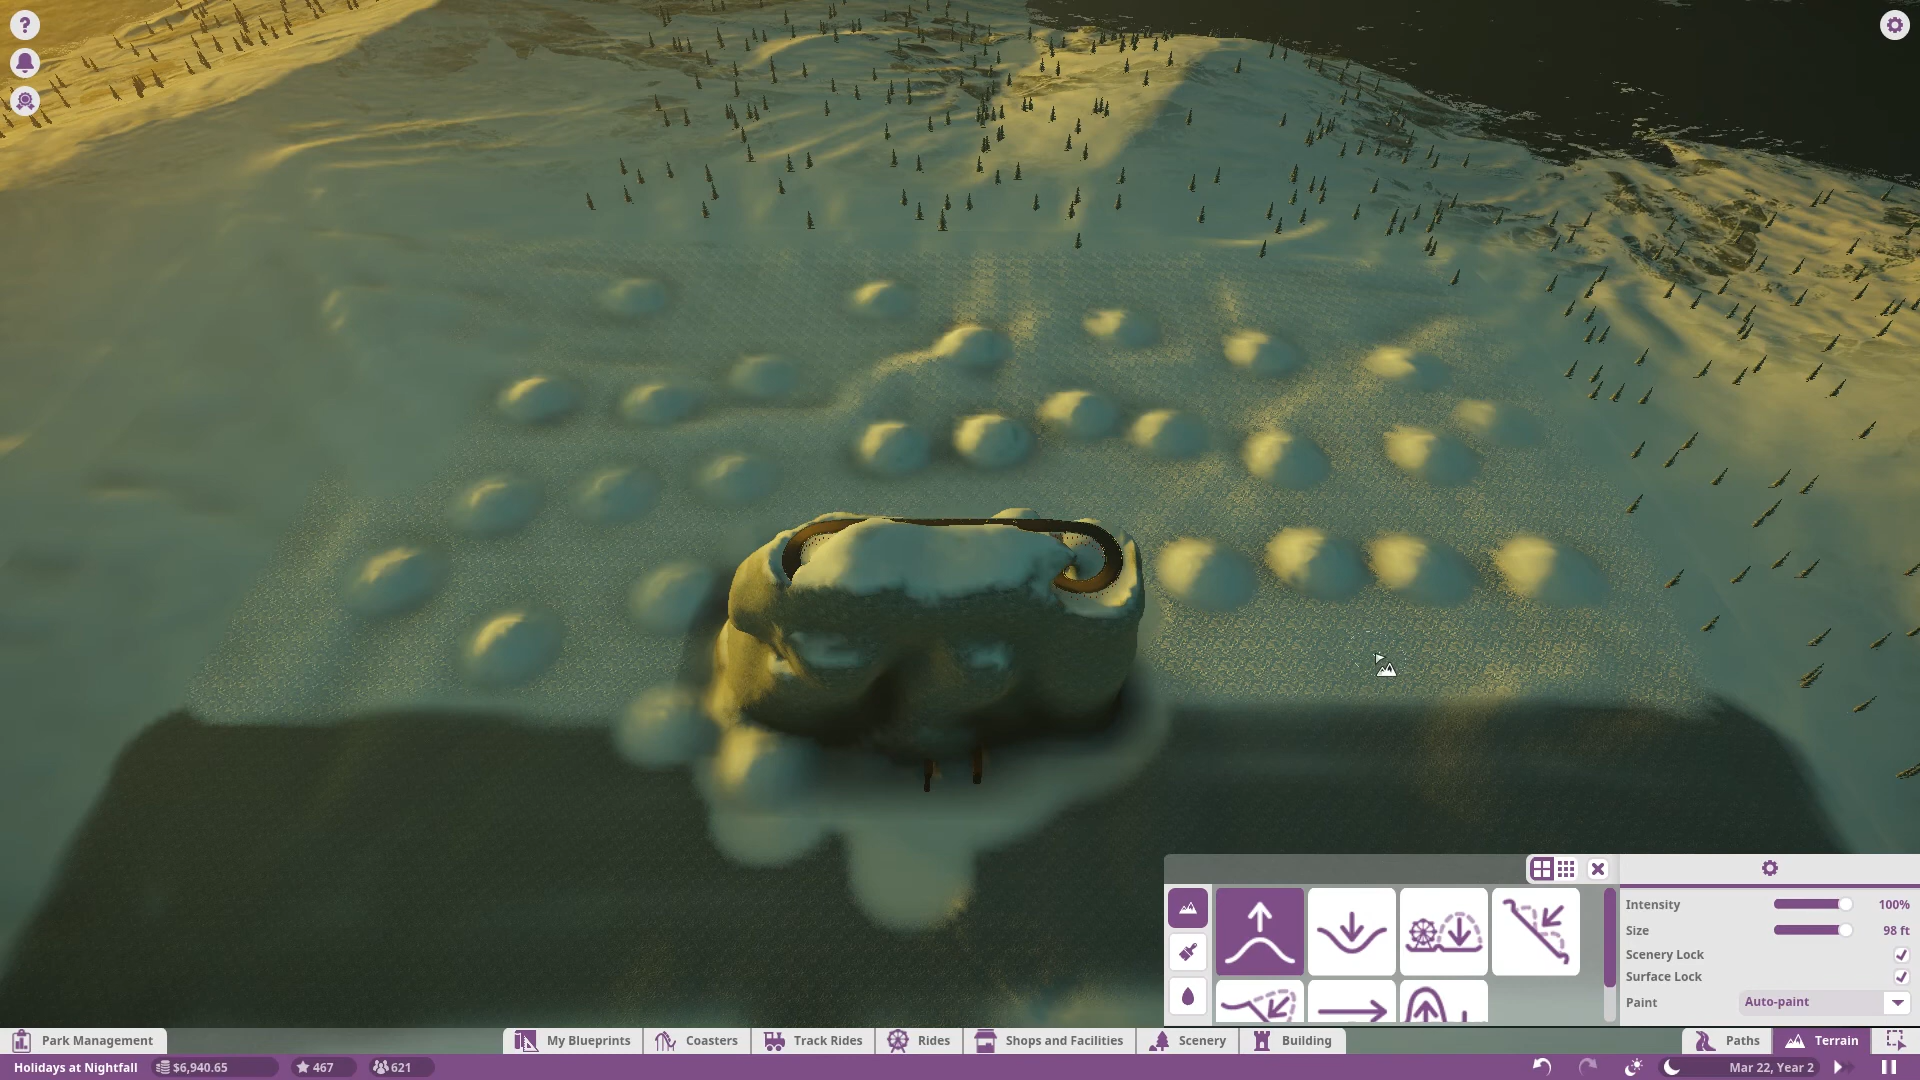 ?
Intensity 100%
Size 98 ft
Scenery Lock
Surface Lock
Paint Auto-paint
Park Management My Blueprints Coasters Track Rides Rides Shops and Facilities Scenery Building Paths Terrain
Holidays at Nightfall $6,940.65 467 621 Mar 22, Year 2